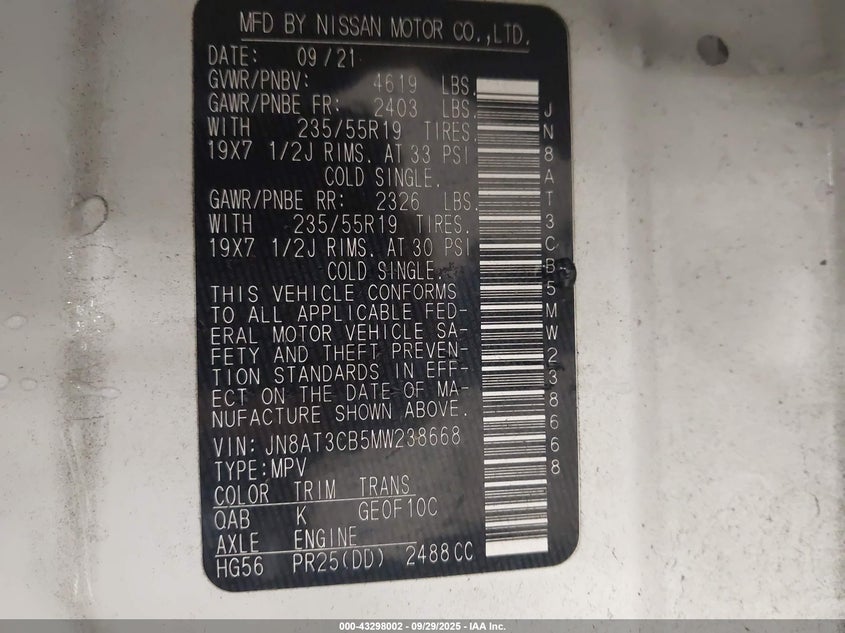 MFD BY NISSAN MOTOR CO.,LTD.
DATE: 09/21
GVWR/PNBV: 4619 LBS.
GAWR/PNBE FR: 2403 LBS.
WITH 235/55R19 TIRES.
19X7 1/2J RIMS. AT 33 PSI
COLD SINGLE.
GAWR/PNBE RR: 2326 LBS.
WITH 235/55R19 TIRES.
19X7 1/2J RIMS. AT 30 PSI
COLD SINGLE.
THIS VEHICLE CONFORMS
TO ALL APPLICABLE FED-
ERAL MOTOR VEHICLE SA-
FETY AND THEFT PREVEN-
TION STANDARDS IN EFF-
ECT ON THE DATE OF MA-
NUFACTURE SHOWN ABOVE.
VIN: JN8AT3CB5MW238668
TYPE:MPV
COLOR TRIM TRANS
QAB K GE0F10C
AXLE ENGINE
HG56 PR25(DD) 2488CC
JN8AT3CB5MW238668
000-43298002 - 09/29/2025 - IAA Inc.